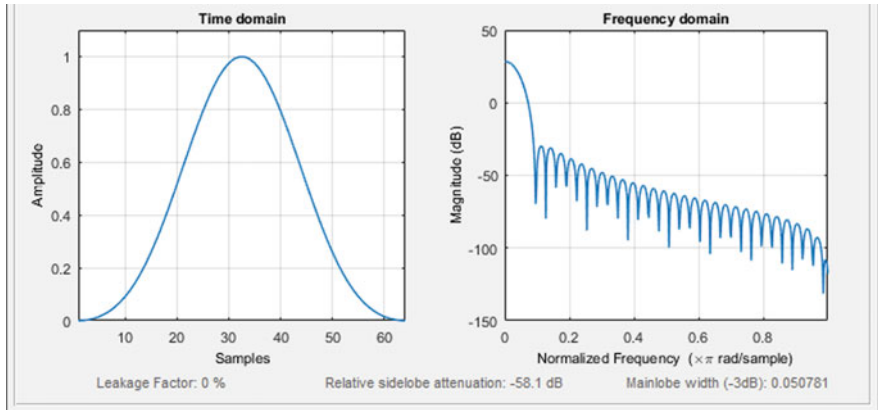 Time domain
1
0.8
0.6
0.4
0.2
0
Amplitude
10 20 30 40 50 60
Samples
Frequency domain
50
0
-50
-100
-150
Magnitude (dB)
0 0.2 0.4 0.6 0.8
Normalized Frequency (×π rad/sample)
Leakage Factor: 0 %
Relative sidelobe attenuation: -58.1 dB
Mainlobe width (-3dB): 0.050781